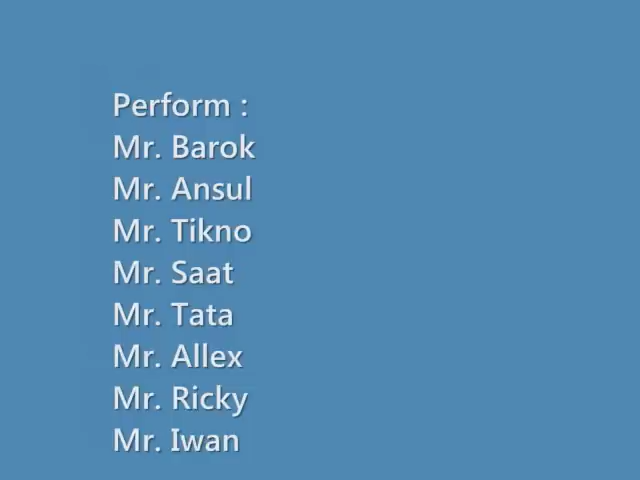 Perform :
Mr. Barok
Mr. Ansul
Mr. Tikno
Mr. Saat
Mr. Tata
Mr. Allex
Mr. Ricky
Mr. Iwan